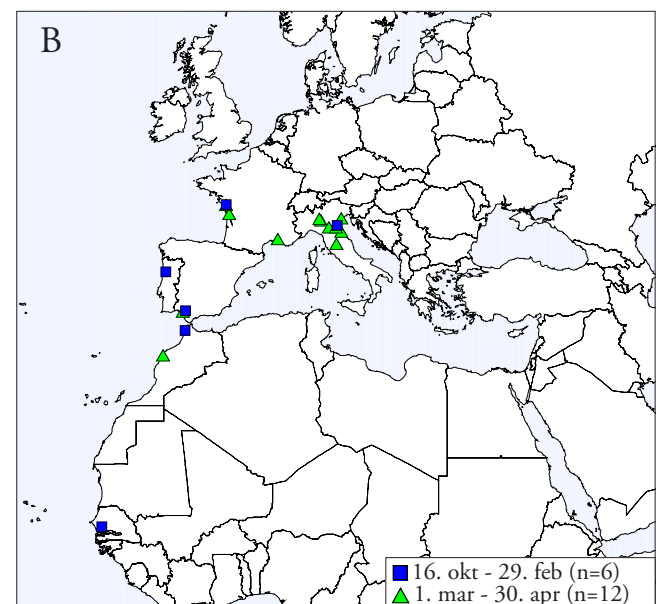 B
16. okt - 29. feb (n=6)
1. mar - 30. apr (n=12)